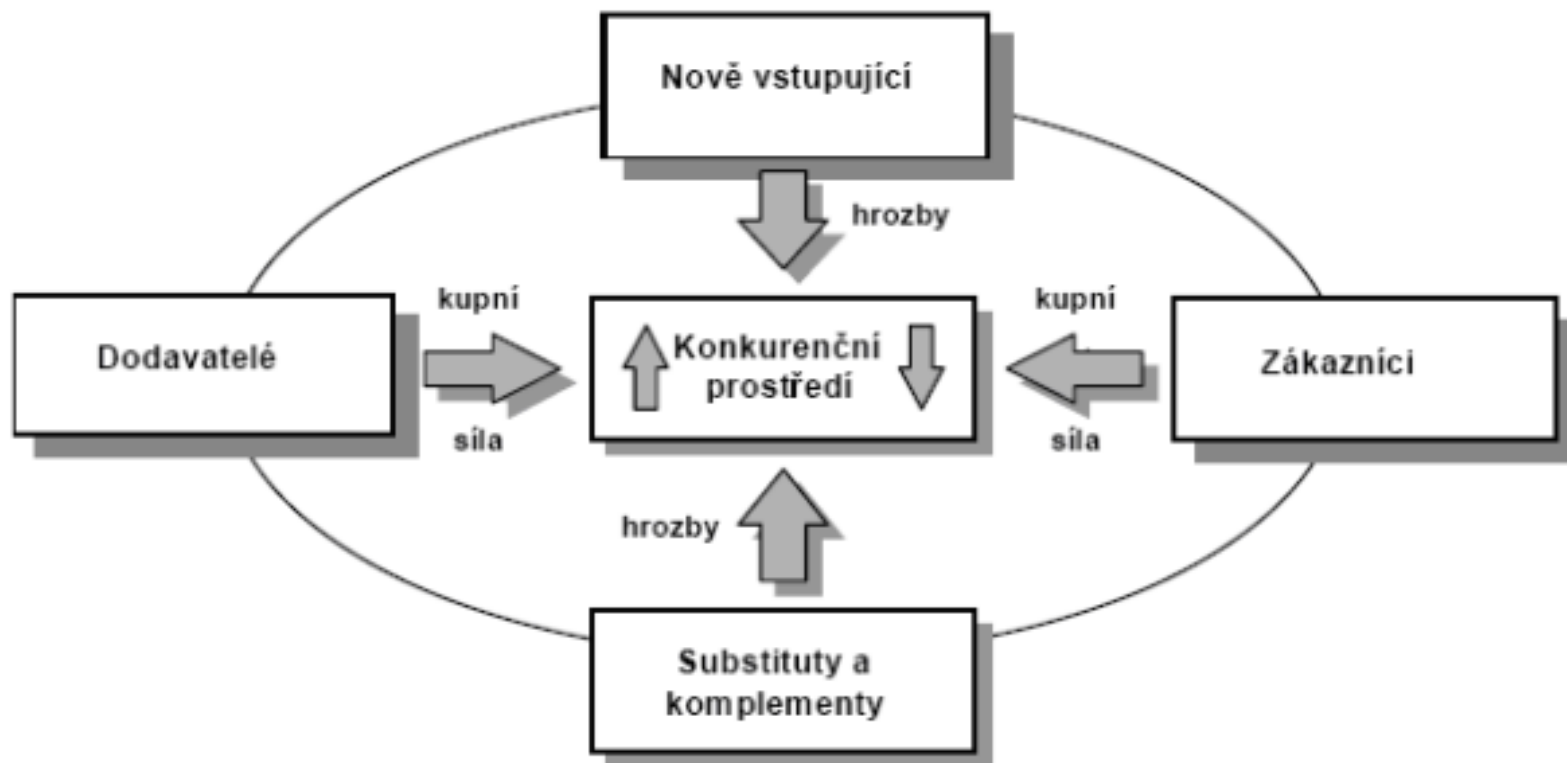 Nově vstupující
hrozby
Dodavatelé
kupní
síla
Konkurenční
prostředí
kupní
síla
Zákazníci
hrozby
Substituty a
komplementy